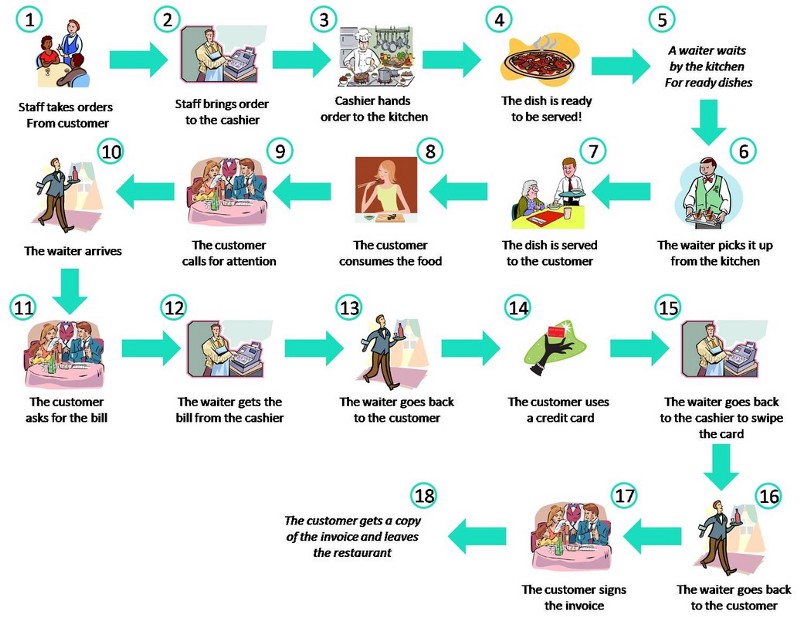 1
Staff takes orders
From customer
2
Staff brings order
to the cashier
3
Cashier hands
order to the kitchen
4
The dish is ready
to be served!
5
A waiter waits
by the kitchen
For ready dishes
6
The waiter picks it up
from the kitchen
7
The dish is served
to the customer
8
The customer
consumes the food
9
The customer
calls for attention
10
The waiter arrives
11
The customer
asks for the bill
12
The waiter gets the
bill from the cashier
13
The waiter goes back
to the customer
14
The customer uses
a credit card
15
The waiter goes back
to the cashier to swipe
the card
16
The waiter goes back
to the customer
17
The customer signs
the invoice
18
The customer gets a copy
of the invoice and leaves
the restaurant